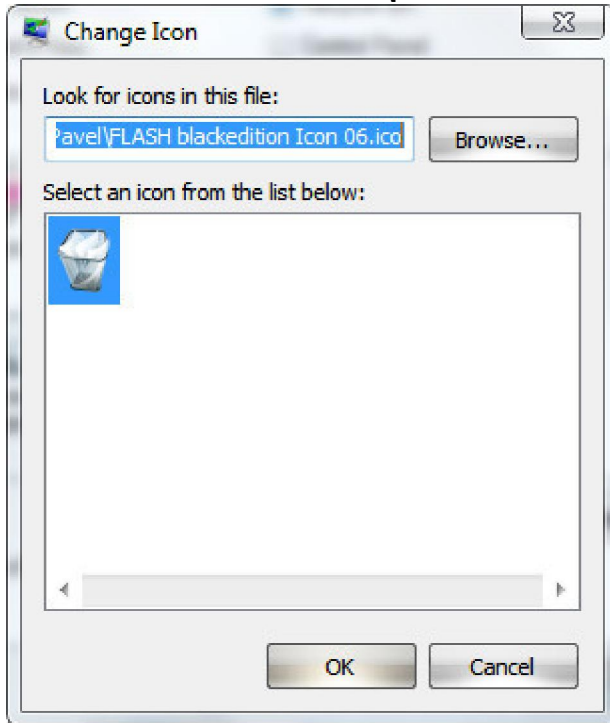 Change Icon
Look for icons in this file:
Pavel\FLASH blackedition Icon 06.ico
Browse...
Select an icon from the list below:
OK
Cancel